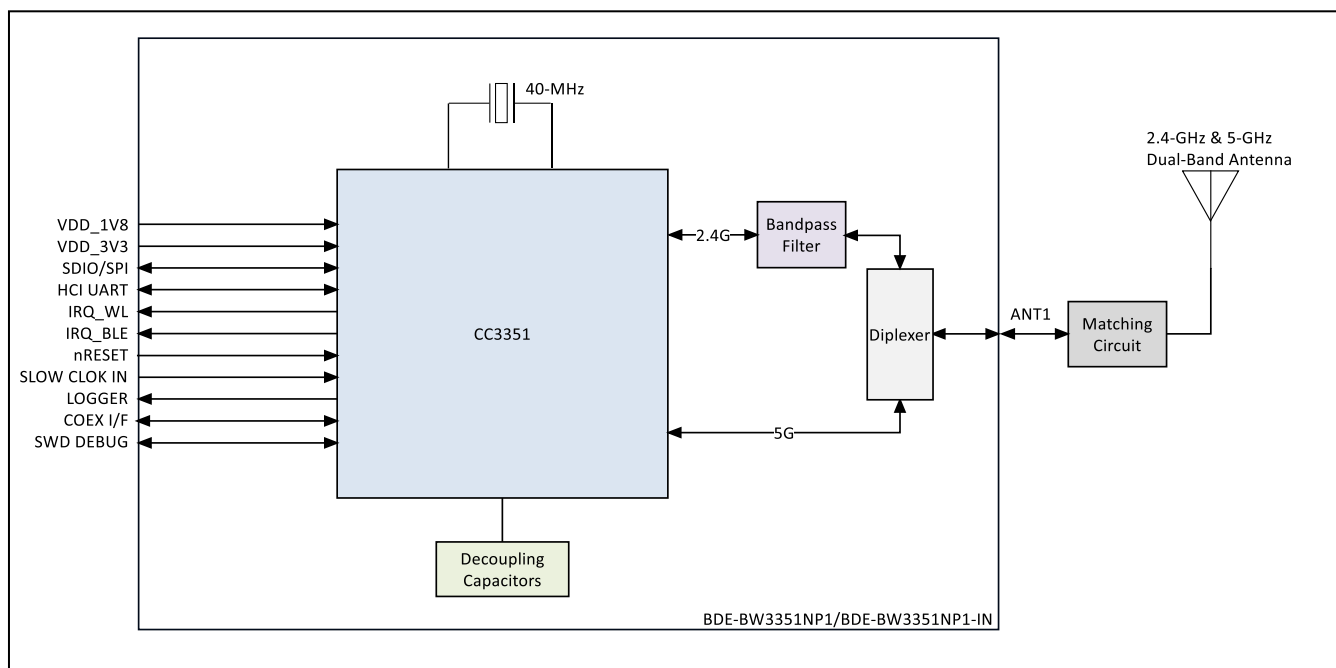 40-MHz
2.4-GHz & 5-GHz
Dual-Band Antenna
VDD_1V8
VDD_3V3
SDIO/SPI
HCI UART
IRQ_WL
IRQ_BLE
nRESET
SLOW CLOK IN
LOGGER
COEX I/F
SWD DEBUG
CC3351
2.4G
Bandpass
Filter
Diplexer
5G
ANT1
Matching
Circuit
Decoupling
Capacitors
BDE-BW3351NP1/BDE-BW3351NP1-IN